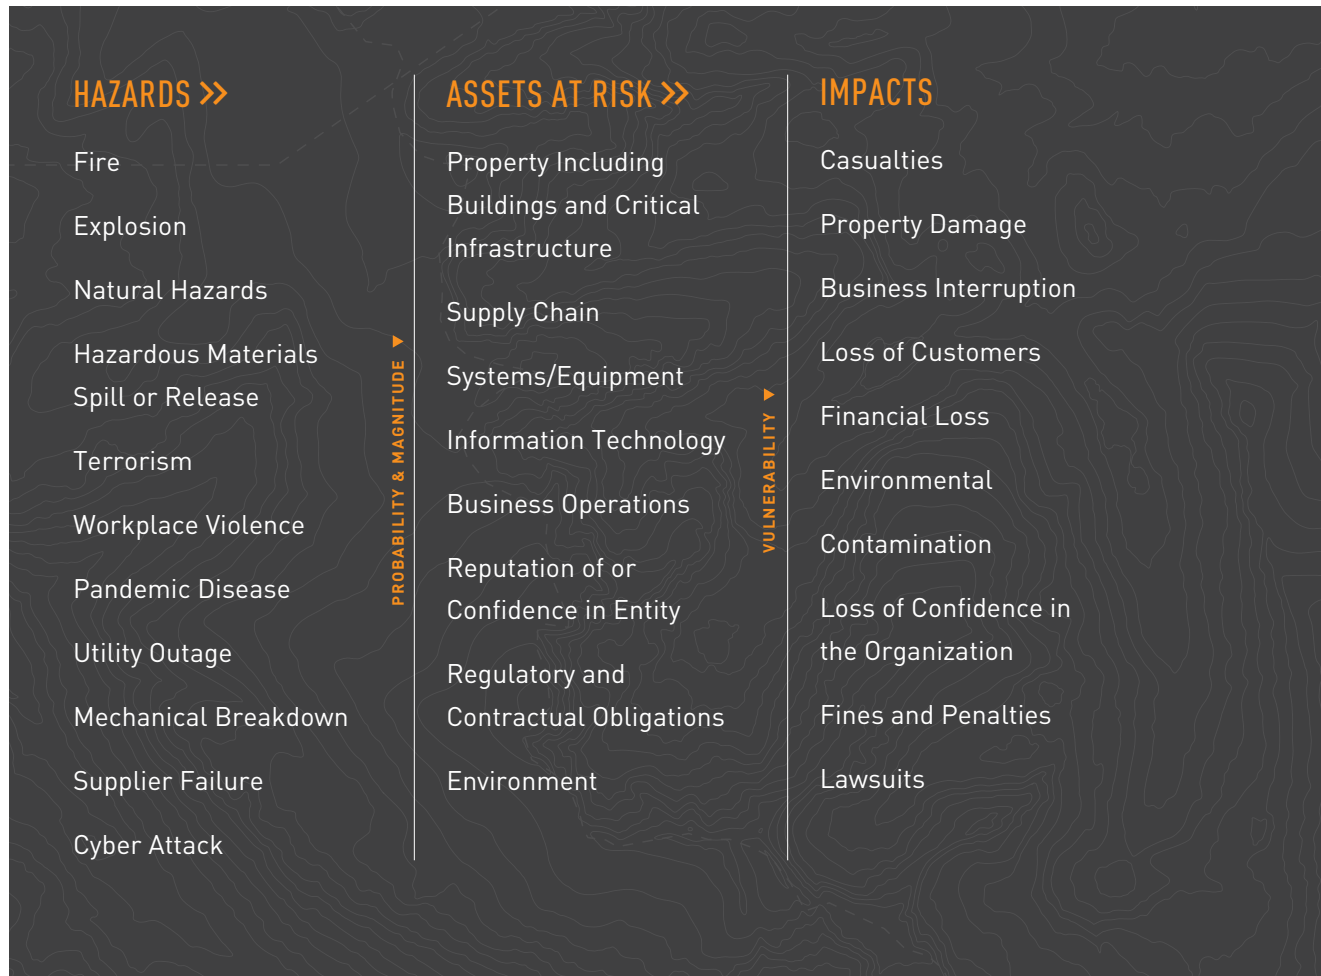 HAZARDS >>
Fire
Explosion
Natural Hazards
Hazardous Materials
Spill or Release
Terrorism
Workplace Violence
Pandemic Disease
Utility Outage
Mechanical Breakdown
Supplier Failure
Cyber Attack
PROBABILITY & MAGNITUDE ▶
ASSETS AT RISK >>
Property Including
Buildings and Critical
Infrastructure
Supply Chain
Systems/Equipment
Information Technology
Business Operations
Reputation of or
Confidence in Entity
Regulatory and
Contractual Obligations
Environment
VULNERABILITY ▶
IMPACTS
Casualties
Property Damage
Business Interruption
Loss of Customers
Financial Loss
Environmental
Contamination
Loss of Confidence in
the Organization
Fines and Penalties
Lawsuits